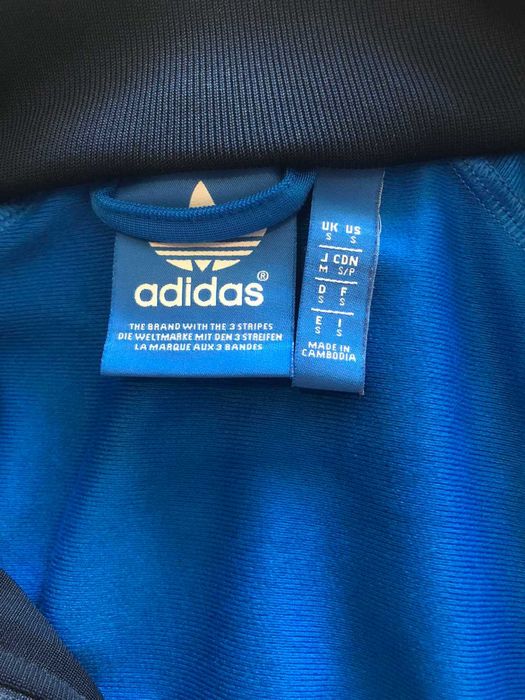 adidas®
THE BRAND WITH THE 3 STRIPES
DIE WELTMARKE MIT DEN 3 STREIFEN
LA MARQUE AUX 3 BANDES
UK US
S S
J CDN
M S/P
D F
S S
E I
S S
MADE IN
CAMBODIA